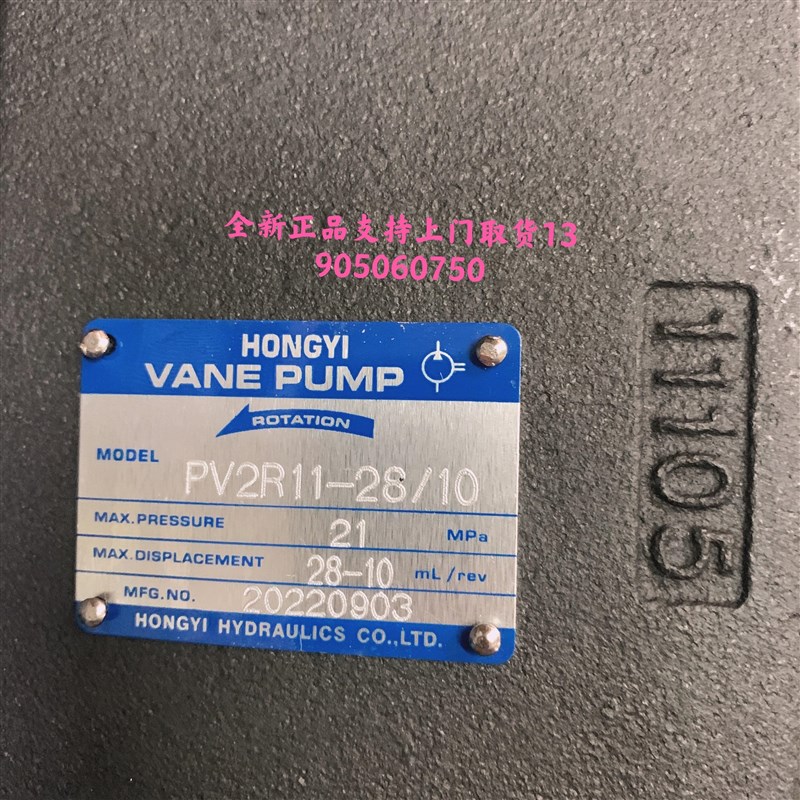 全新正品支持上门取货13
905060750
HONGYI
VANE PUMP
ROTATION
MODEL PV2R11-28/10
MAX.PRESSURE 21 MPa
MAX.DISPLACEMENT 28-10 mL/rev
MFG.NO. 20220903
HONGYI HYDRAULICS CO.,LTD.
11105